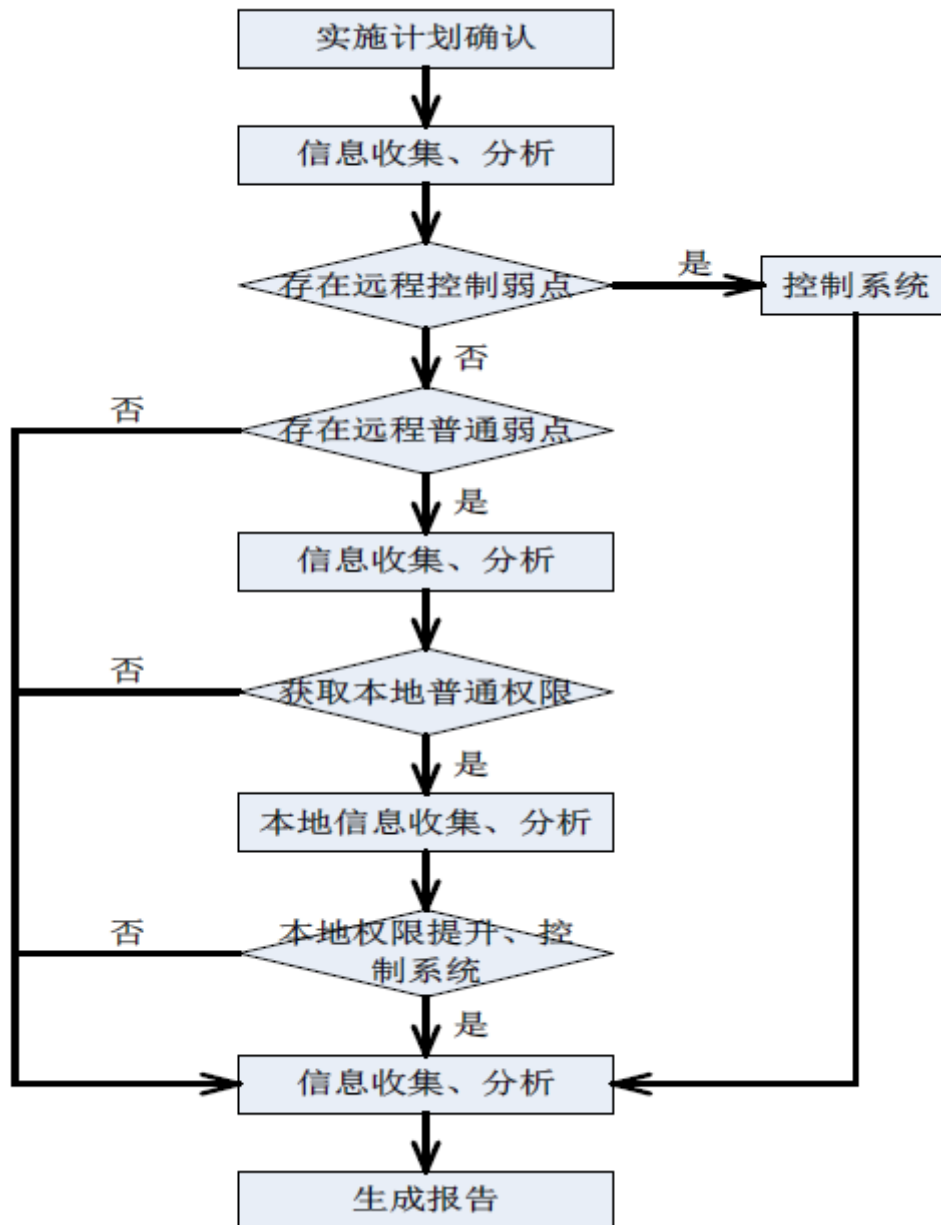 实施计划确认
信息收集、分析
存在远程控制弱点
是
控制系统
否
否
存在远程普通弱点
是
信息收集、分析
否
获取本地普通权限
是
本地信息收集、分析
否
本地权限提升、控
制系统
是
信息收集、分析
生成报告